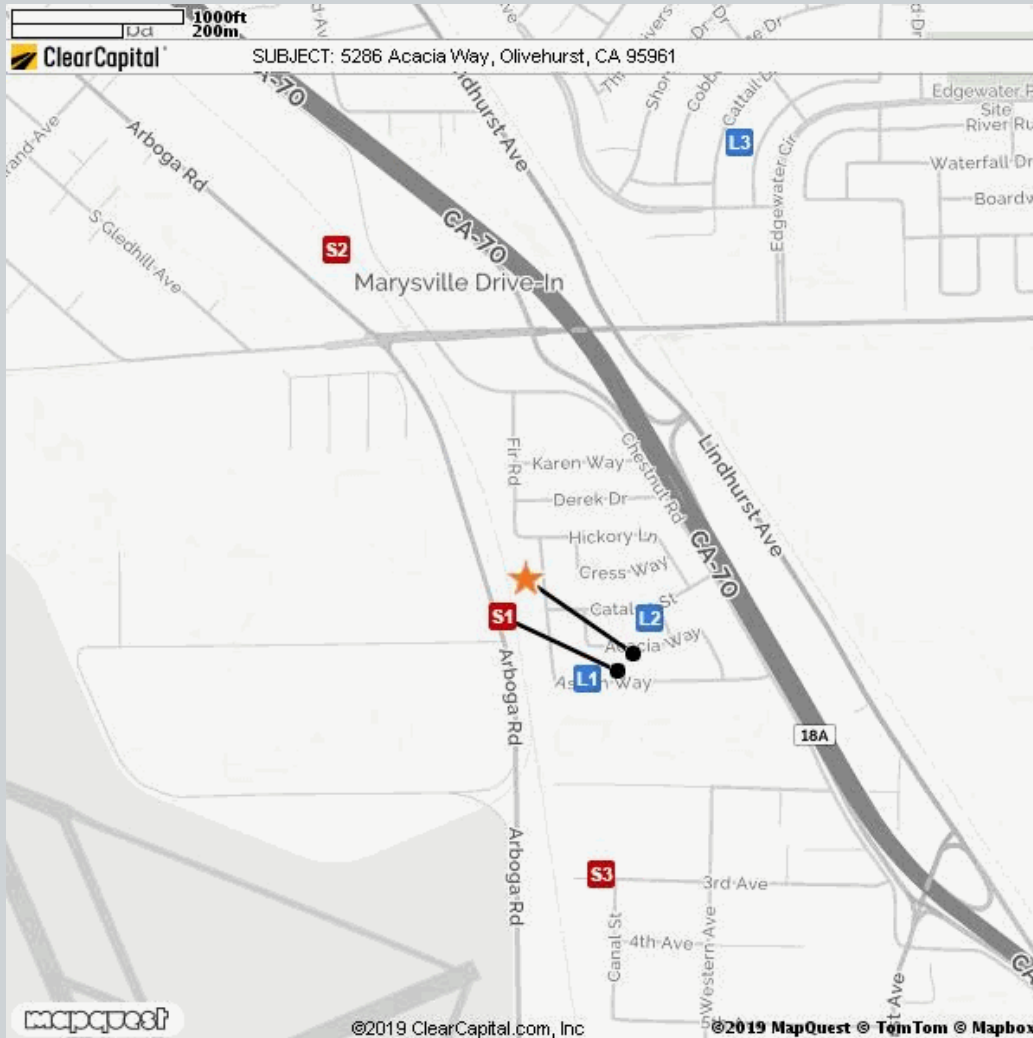 1000ft
200m
ClearCapital
SUBJECT: 5286 Acacia Way, Olivehurst, CA 95961
CA-70
Lindhurst Ave
Arboga Rd
S Gledhill Ave
Cattail
Edgewater Cir
Edgewater
Site
River
Waterfall Dr
L3
S2
CA-70
Marysville Drive-In
Fir Rd
Karen Way
Chestnut Rd
Derek Dr
Hickory Ln
Cress Way
Lindhurst Ave
CA-70
S1
L2
Acacia Way
L1
Way
Arboga Rd
18A
Arboga Rd
S3
3rd Ave
Canal St
4th Ave
Western Ave
5th Ave
mapquest
©2019 ClearCapital.com, Inc
©2019 MapQuest © TomTom © Mapbox